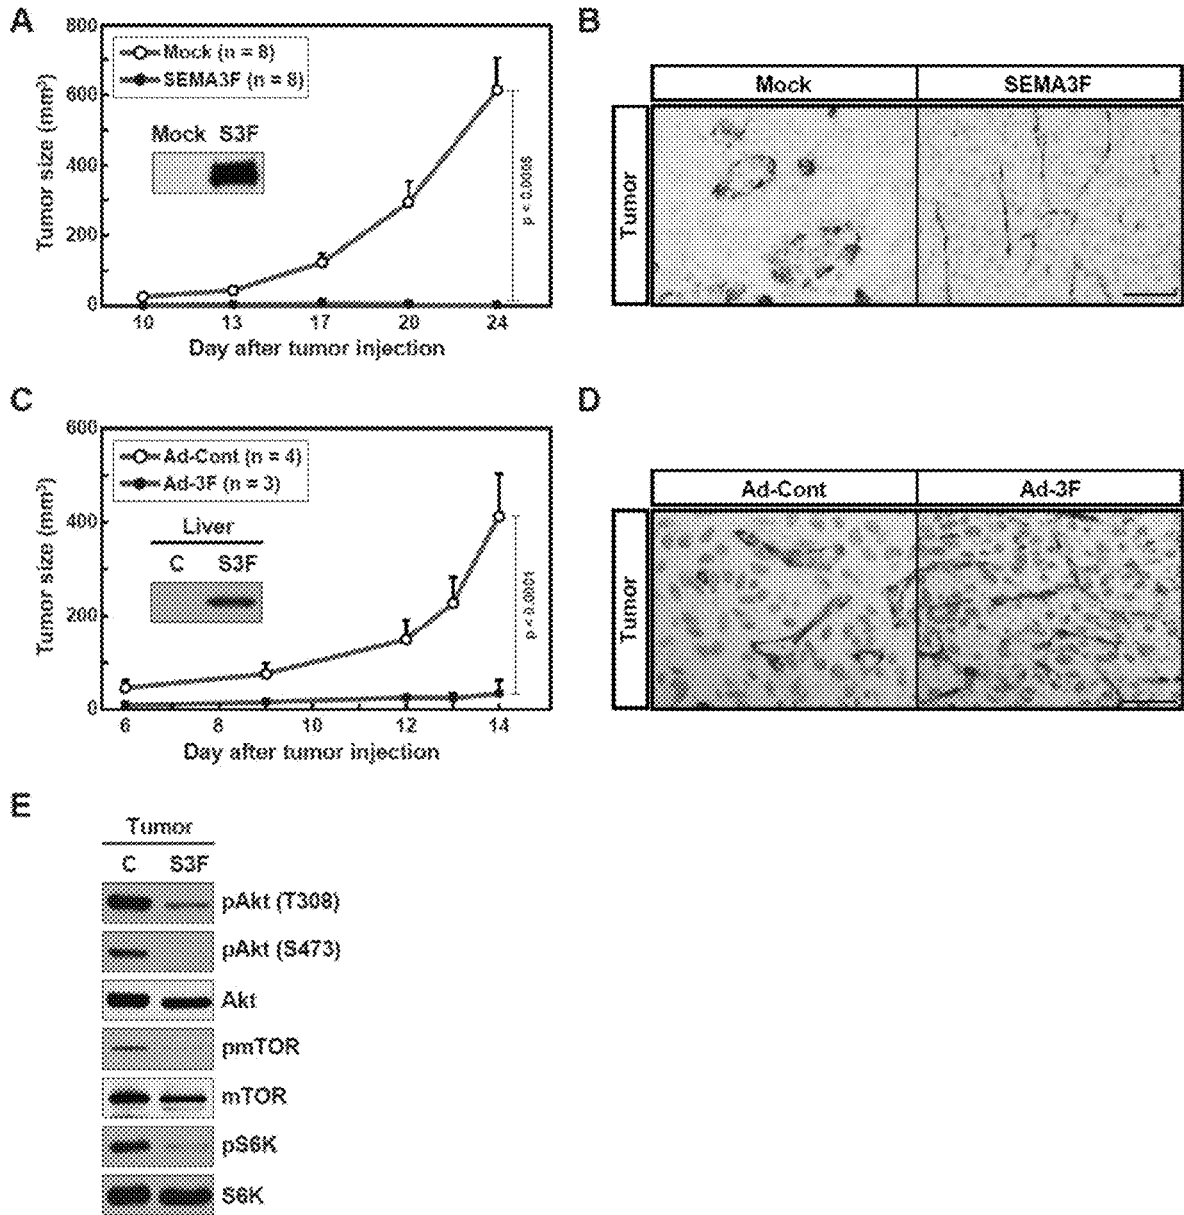 A
Tumor size (mm³)
800
600
400
200
0
Mock (n = 8)
SEMA3F (n = 8)
Mock S3F
p < 0.0005
10 13 17 20 24
Day after tumor injection
B
Mock SEMA3F
Tumor
C
Tumor size (mm³)
600
400
200
0
Ad-Cont (n = 4)
Ad-3F (n = 3)
Liver
C S3F
p < 0.0001
6 8 10 12 14
Day after tumor injection
D
Ad-Cont Ad-3F
Tumor
E
Tumor
C S3F
pAkt (T308)
pAkt (S473)
Akt
pmTOR
mTOR
pS6K
S6K